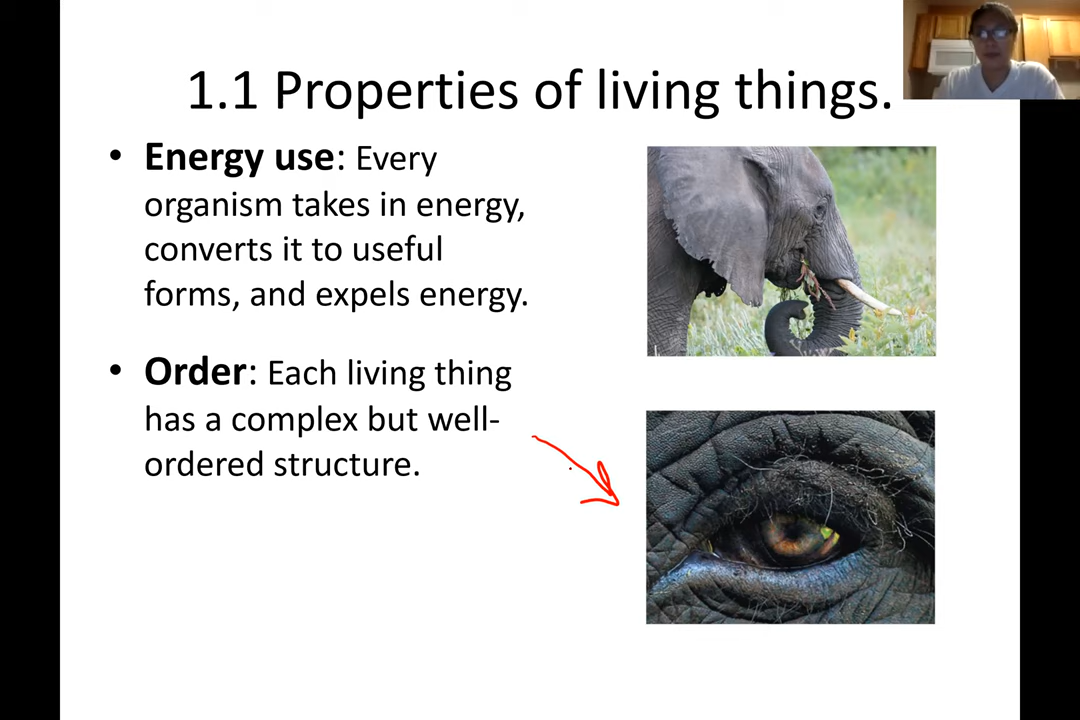 1.1 Properties of living things.
• Energy use: Every
organism takes in energy,
converts it to useful
forms, and expels energy.
• Order: Each living thing
has a complex but well-
ordered structure.